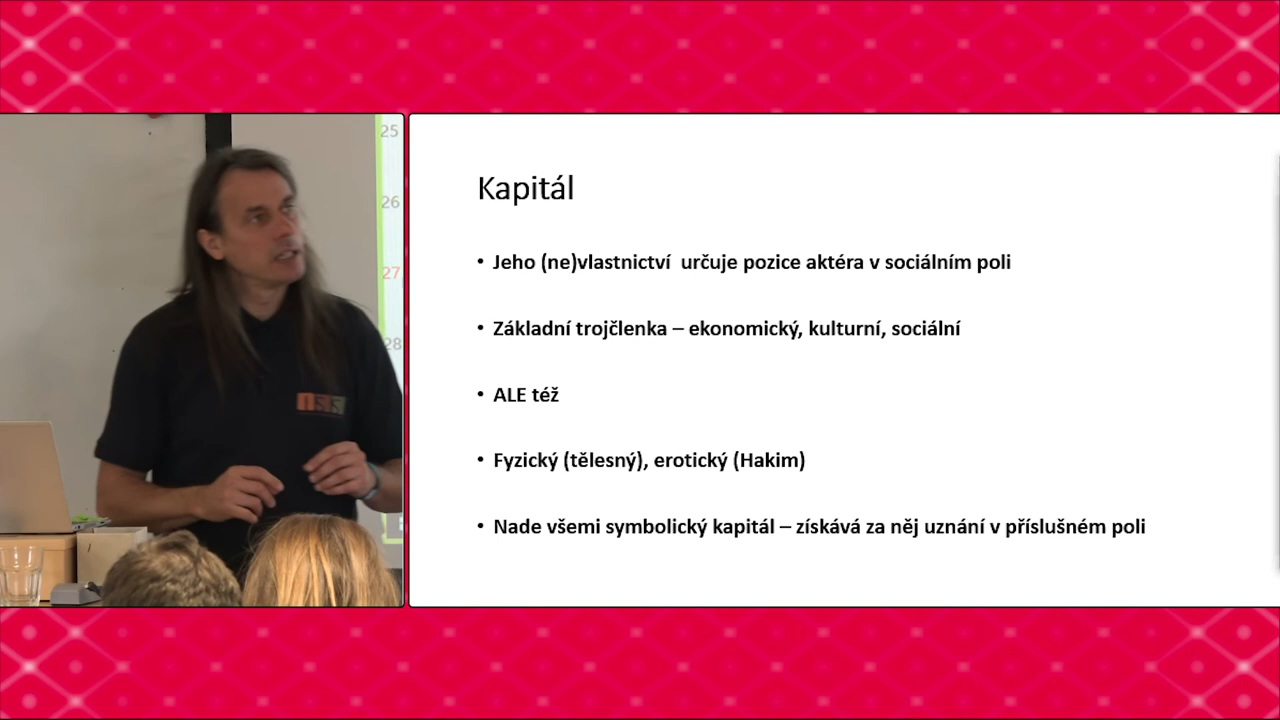 25
26
27
28
ISS
Kapitál
• Jeho (ne)vlastnictví  určuje pozice aktéra v sociálním poli
• Základní trojčlenka – ekonomický, kulturní, sociální
• ALE též
• Fyzický (tělesný), erotický (Hakim)
• Nade všemi symbolický kapitál – získává za něj uznání v příslušném poli